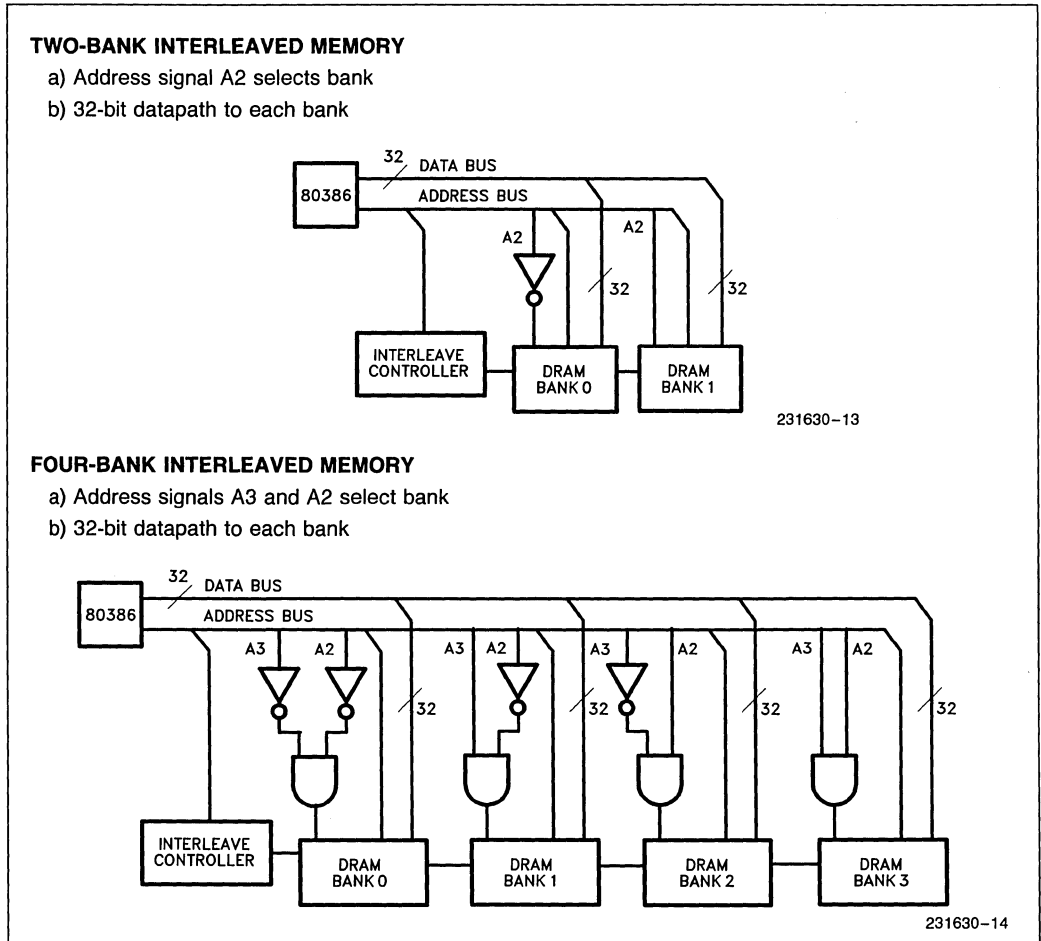 TWO-BANK INTERLEAVED MEMORY
a) Address signal A2 selects bank
b) 32-bit datapath to each bank
32
DATA BUS
80386
ADDRESS BUS
A2
A2
32
32
INTERLEAVE
CONTROLLER
DRAM
BANK 0
DRAM
BANK 1
231630-13
FOUR-BANK INTERLEAVED MEMORY
a) Address signals A3 and A2 select bank
b) 32-bit datapath to each bank
32
DATA BUS
80386
ADDRESS BUS
A3
A2
A3
A2
A3
A2
A3
A2
32
32
32
32
INTERLEAVE
CONTROLLER
DRAM
BANK 0
DRAM
BANK 1
DRAM
BANK 2
DRAM
BANK 3
231630-14